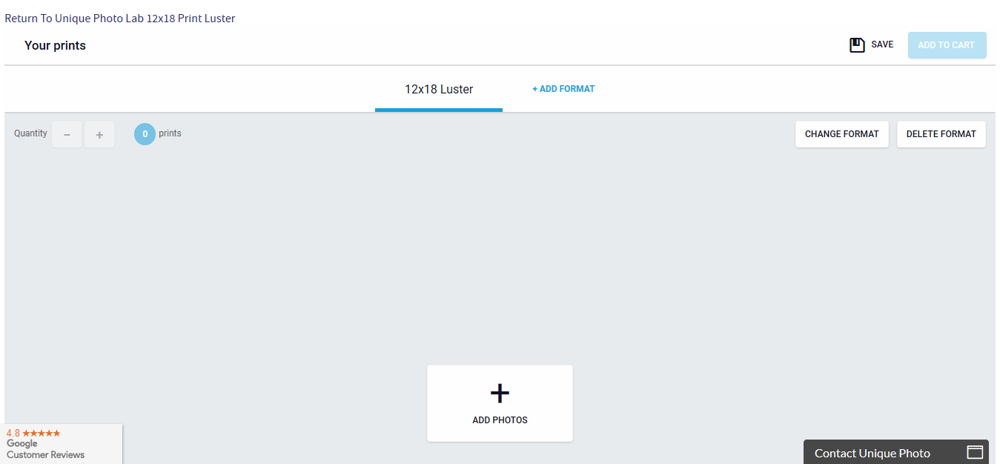 Return To Unique Photo Lab 12x18 Print Luster
Your prints
SAVE
ADD TO CART
12x18 Luster
+ ADD FORMAT
Quantity
−
+
0 prints
CHANGE FORMAT
DELETE FORMAT
ADD PHOTOS
4.8 ★★★★★
Google
Customer Reviews
Contact Unique Photo